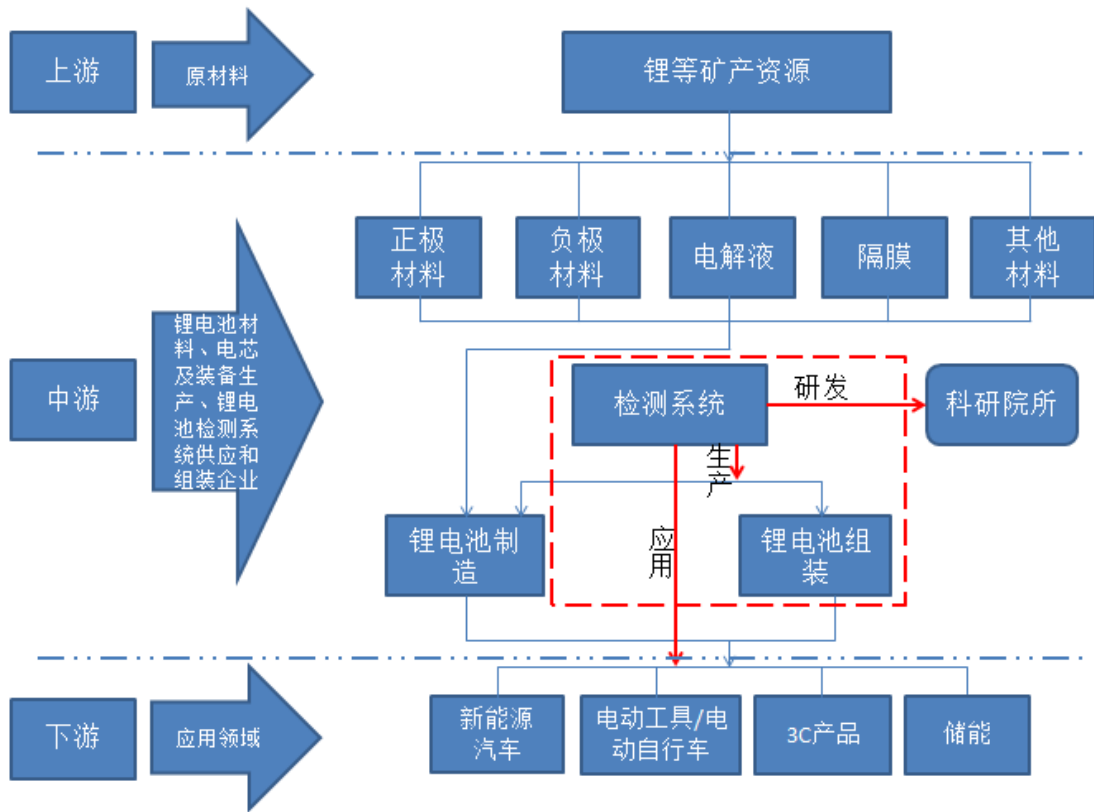 上游
原材料
锂等矿产资源
正极
材料
负极
材料
电解液
隔膜
其他
材料
中游
锂电池材
料、电芯
及装备生
产、锂电
池检测系
统供应和
组装企业
检测系统
研发
科研院所
生
产
应
用
锂电池制
造
锂电池组
装
下游
应用领域
新能源
汽车
电动工具/电
动自行车
3C产品
储能